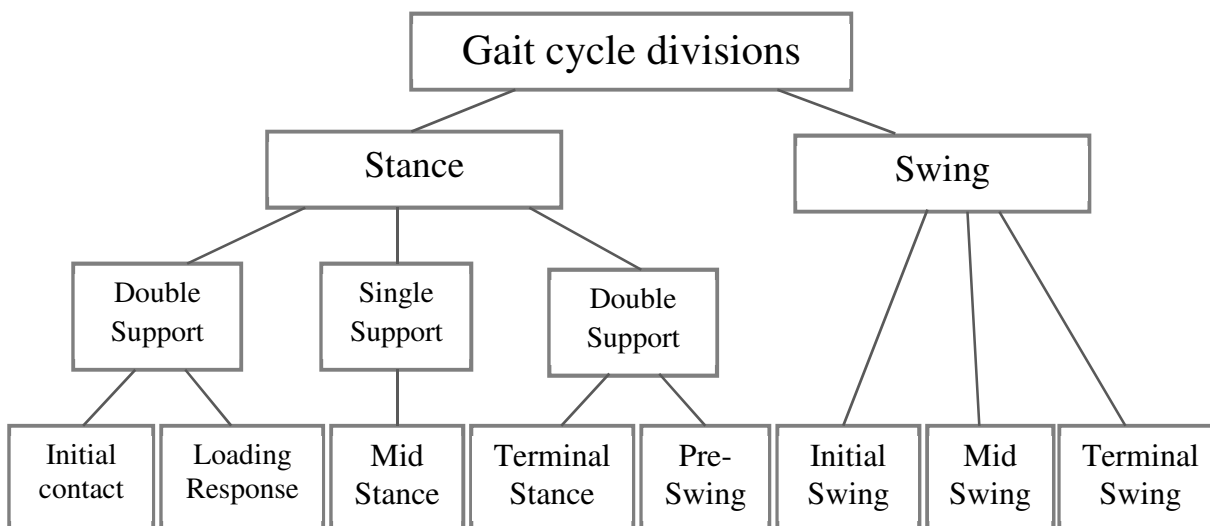 Gait cycle divisions
Stance
Swing
Double
Support
Single
Support
Double
Support
Initial
contact
Loading
Response
Mid
Stance
Terminal
Stance
Pre-
Swing
Initial
Swing
Mid
Swing
Terminal
Swing